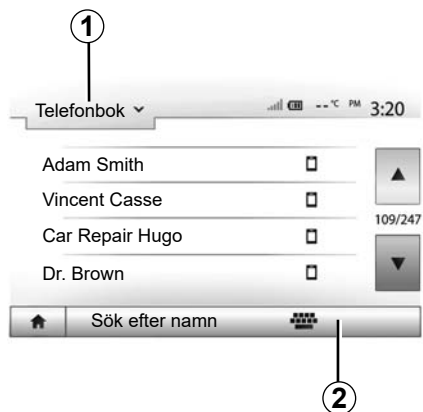 1
Telefonbok --°C PM 3:20
Adam Smith
Vincent Casse
109/247
Car Repair Hugo
Dr. Brown
Sök efter namn
2